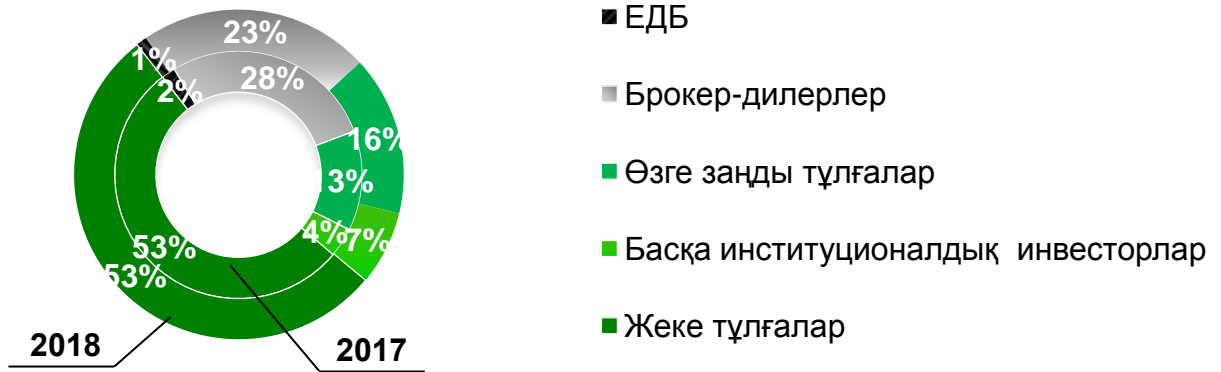 23%
1%
28%
2%
16%
13%
4%
7%
53%
53%
2018
2017
ЕДБ
Брокер-дилерлер
Өзге заңды тұлғалар
Басқа институционалдық инвесторлар
Жеке тұлғалар